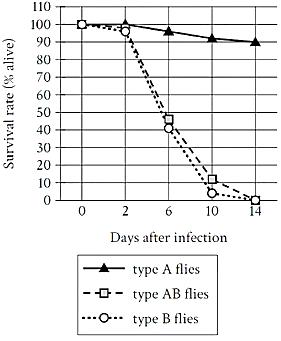 110
100
90
80
70
60
50
40
30
20
10
0
Survival rate (% alive)
0 2 6 10 14
Days after infection
type A flies
type AB flies
type B flies